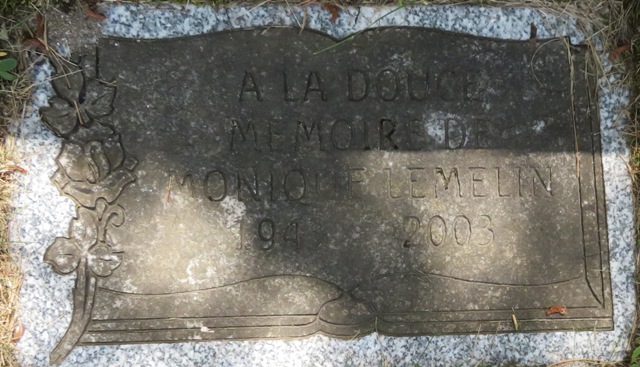 A LA DOUCE
MEMOIRE DE
MONIQUE LEMELIN
2003